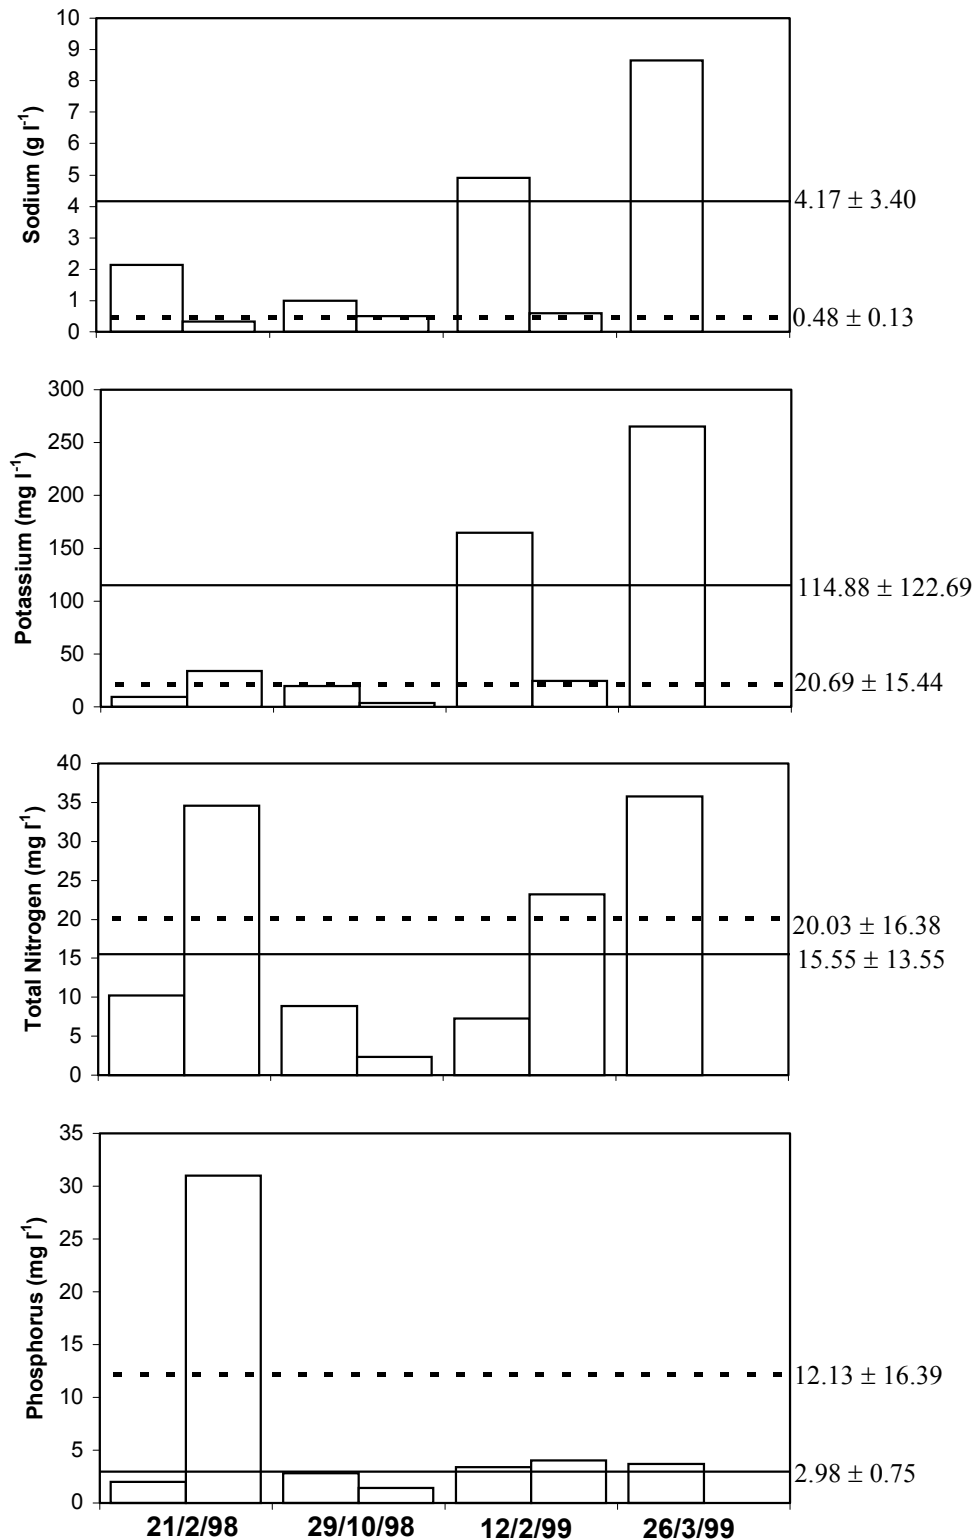 10
9
8
7
6
5
4
3
2
1
0
Sodium (g l-1)
4.17 ± 3.40
0.48 ± 0.13
300
250
200
150
100
50
0
Potassium (mg l-1)
114.88 ± 122.69
20.69 ± 15.44
40
35
30
25
20
15
10
5
0
Total Nitrogen (mg l-1)
20.03 ± 16.38
15.55 ± 13.55
35
30
25
20
15
10
5
0
Phosphorus (mg l-1)
12.13 ± 16.39
2.98 ± 0.75
21/2/98 29/10/98 12/2/99 26/3/99